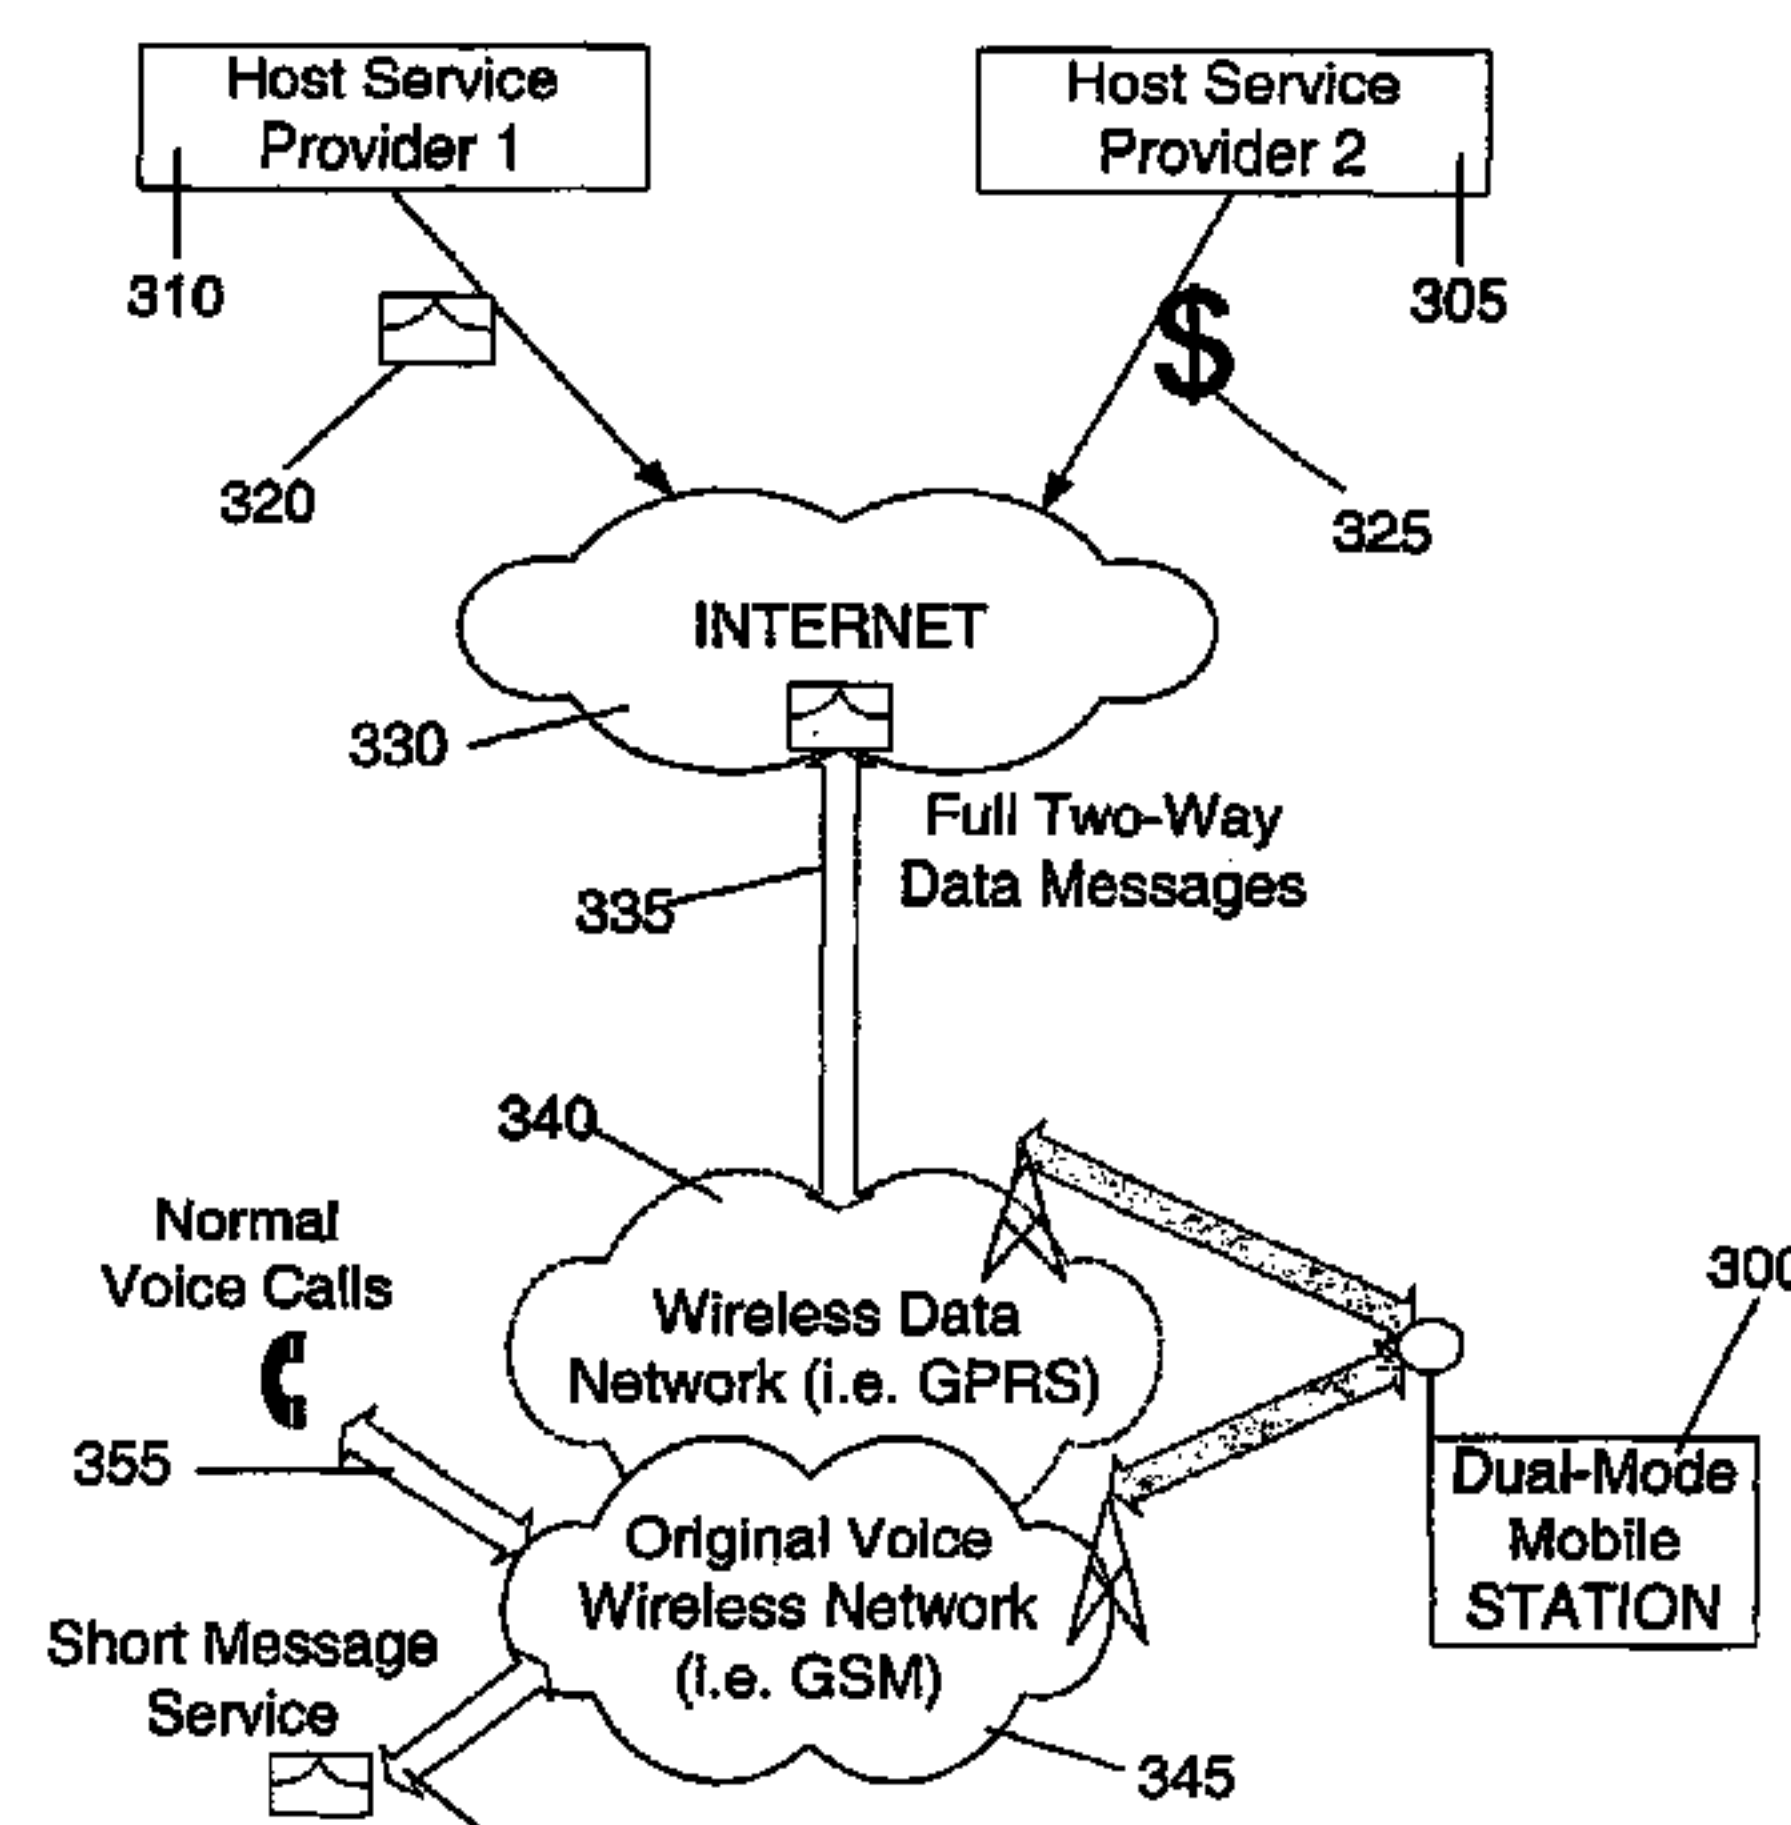 Host Service
Provider 1
Host Service
Provider 2
310
305
$
320
325
INTERNET
330
Full Two-Way
Data Messages
335
340
Normal
Voice Calls
300
Wireless Data
Network (i.e. GPRS)
355
Dual-Mode
Mobile
STATION
Original Voice
Wireless Network
(i.e. GSM)
Short Message
Service
345